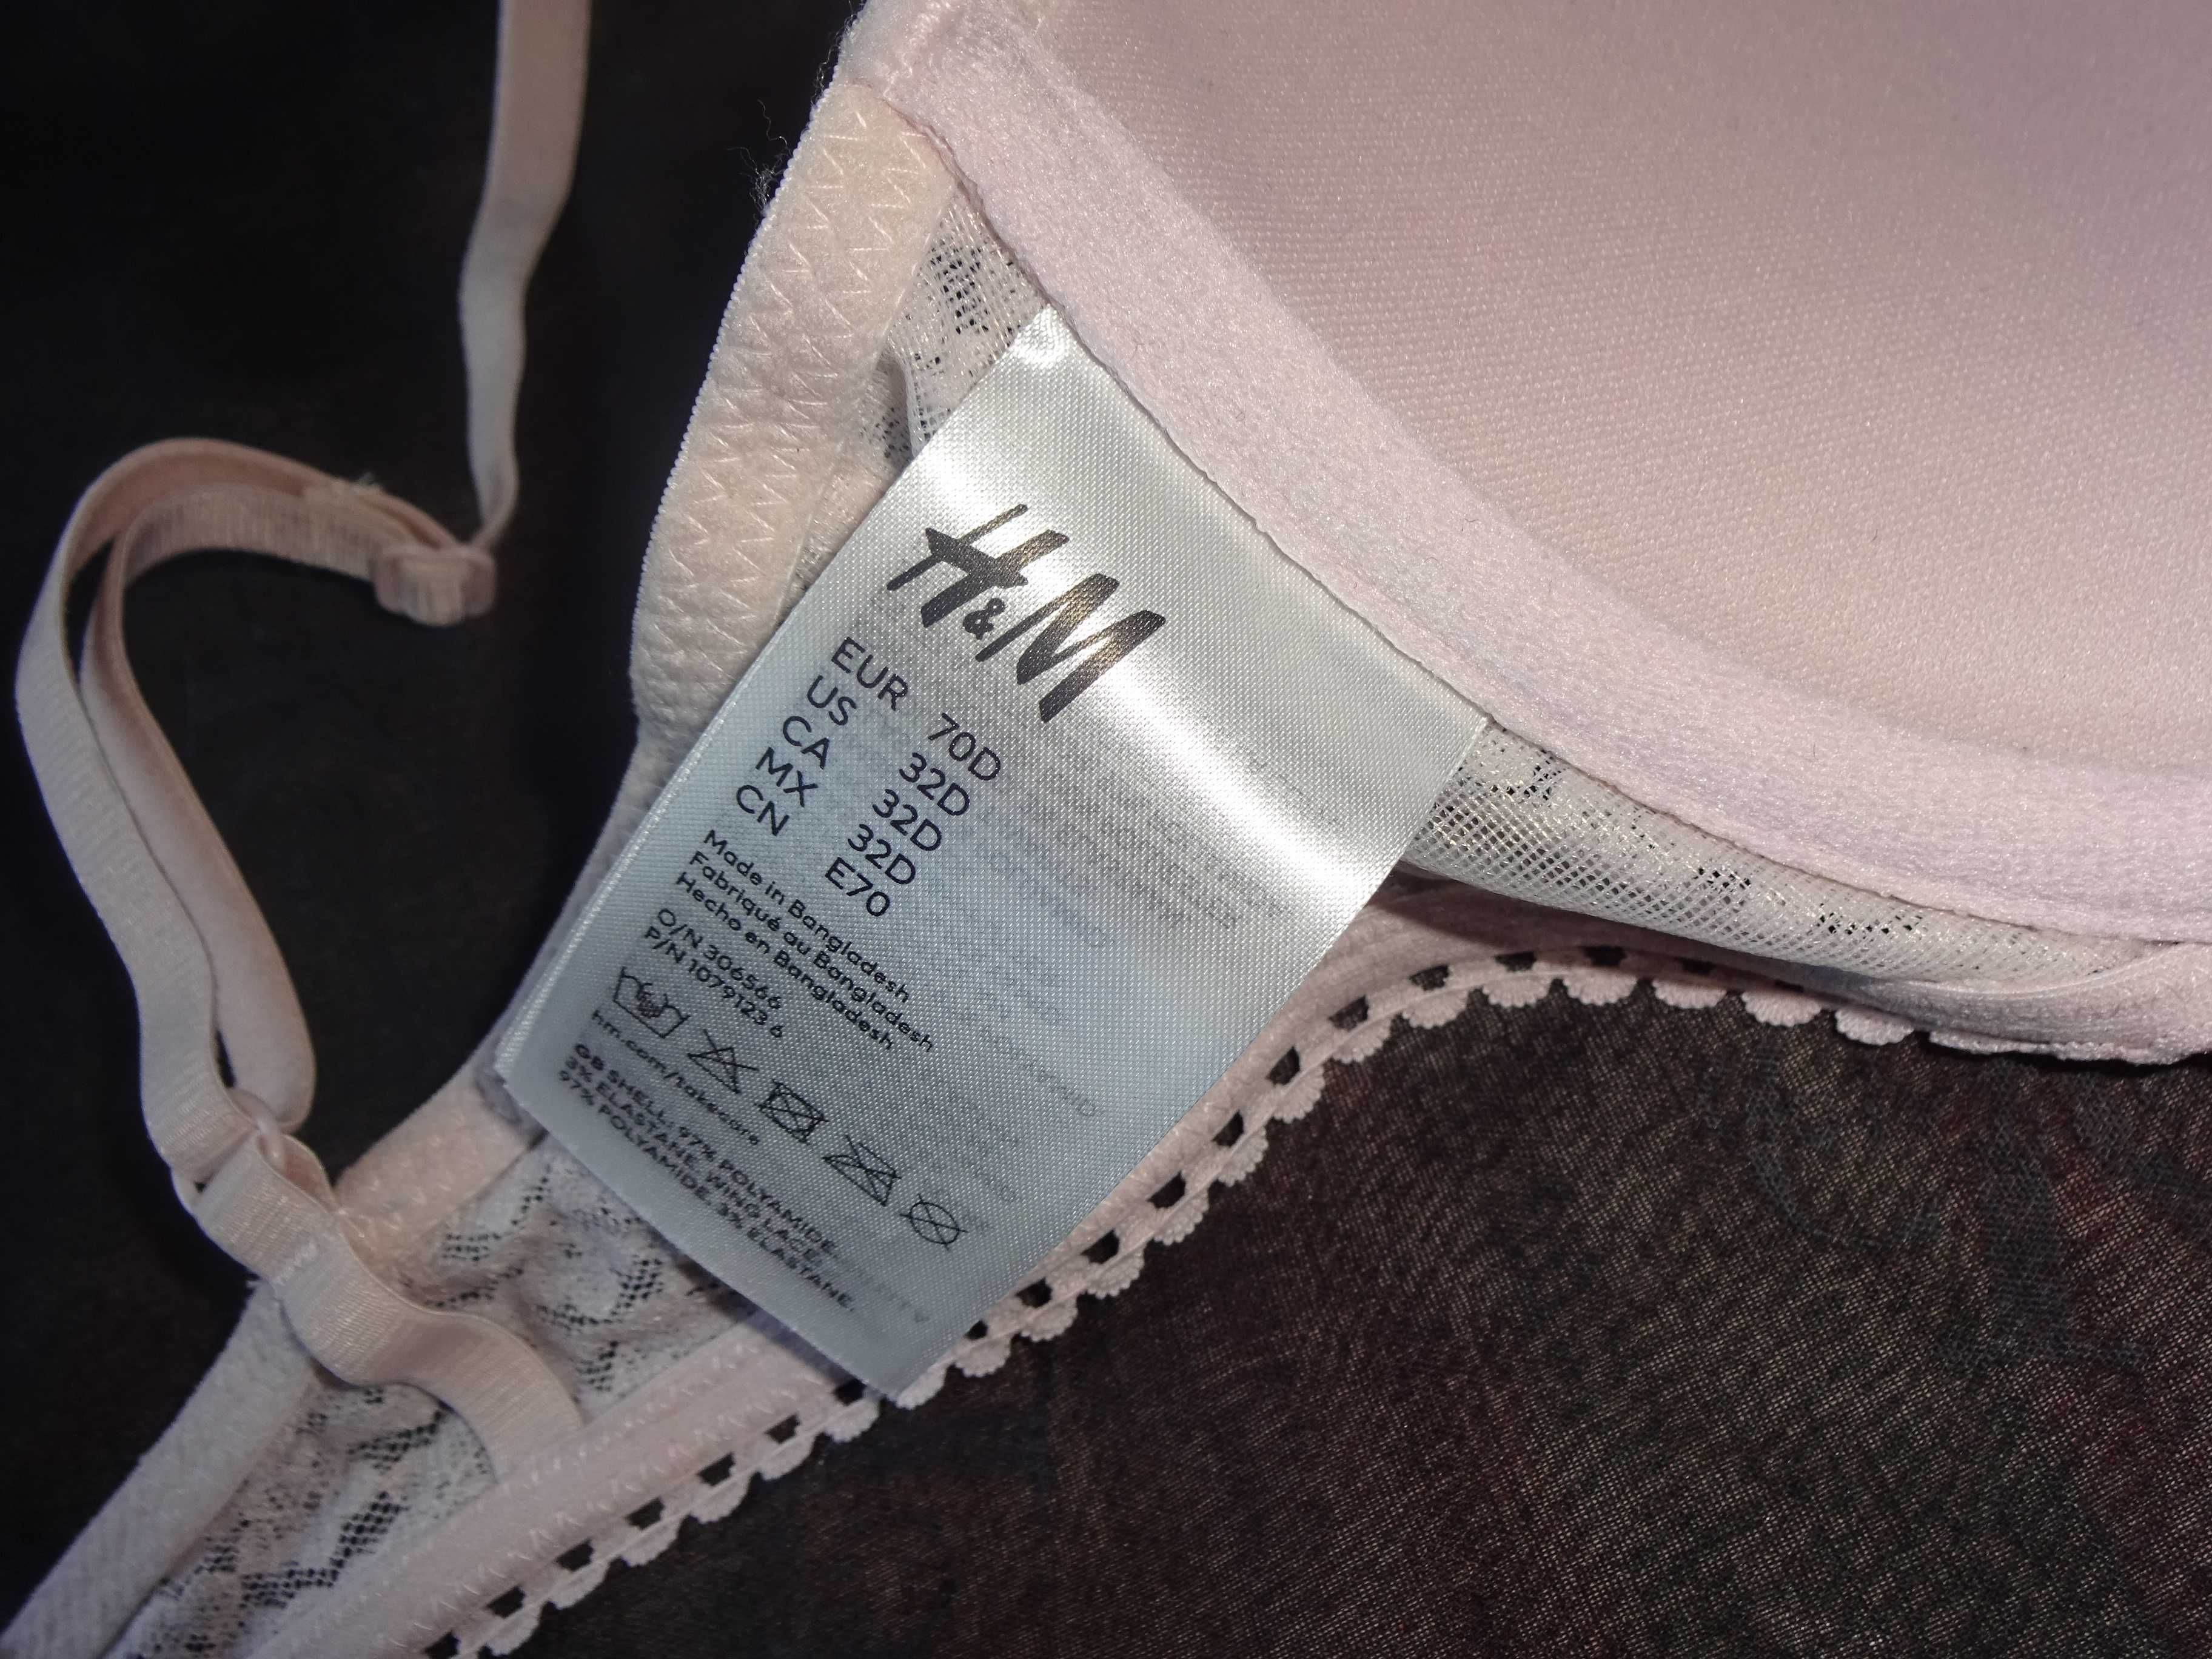 H&M
EUR 70D
US 32D
CA 32D
MX 32D
CN E70
Made in Bangladesh
Fabriqué au Bangladesh
Hecho en Bangladesh
O/N 306566
P/N 1079123 6
hm.com/takecare
GB SHELL: 97% POLYAMIDE.
3% ELASTANE. WING LACE:
97% POLYAMIDE. 3% ELASTANE.